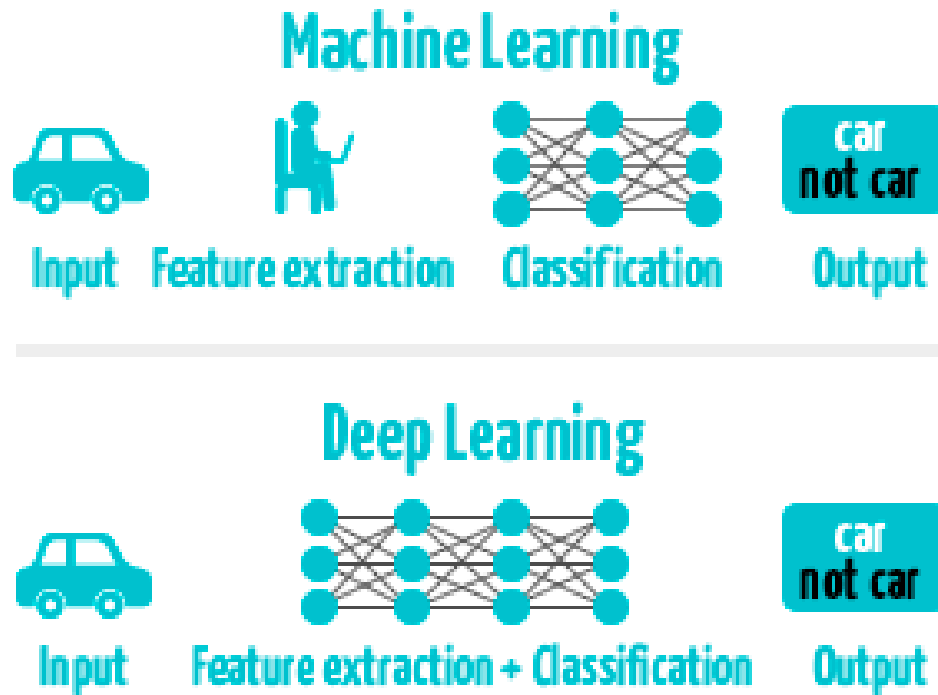 Machine Learning
car
not car
Input Feature extraction Classification Output
Deep Learning
car
not car
Input Feature extraction + Classification Output